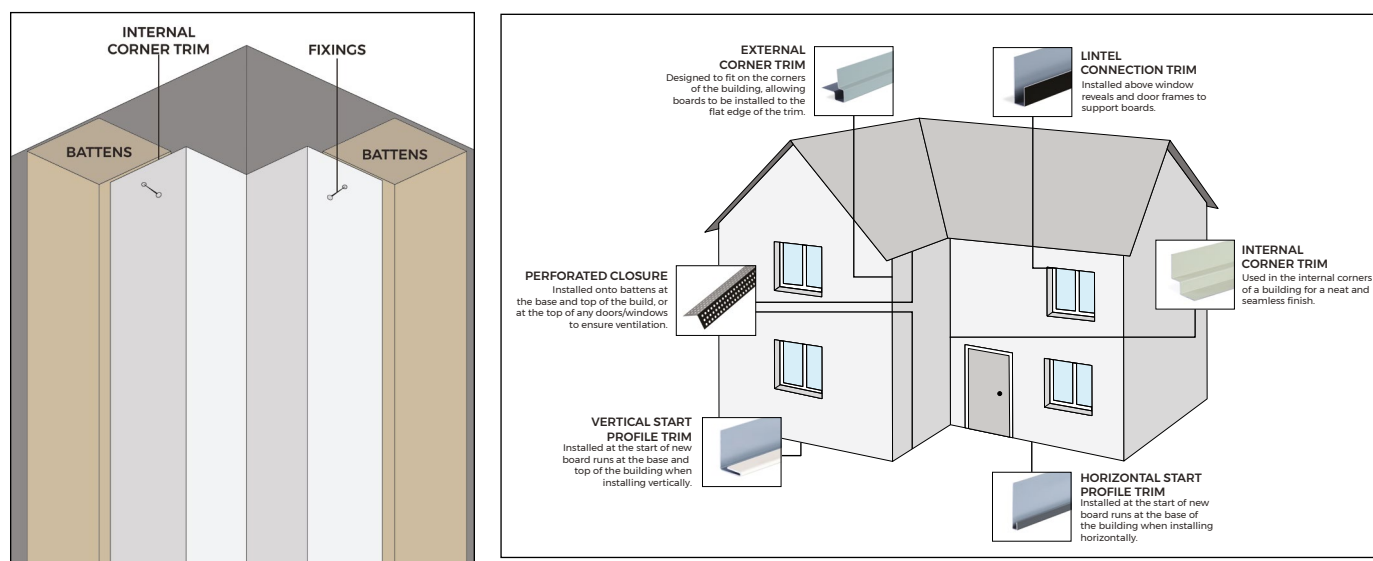 INTERNAL
CORNER TRIM
FIXINGS
BATTENS
BATTENS
EXTERNAL
CORNER TRIM
Designed to fit on the corners
of the building, allowing
boards to be installed to the
flat edge of the trim.
LINTEL
CONNECTION TRIM
Installed above window
reveals and door frames to
support boards.
PERFORATED CLOSURE
Installed onto battens at
the base and top of the build, or
at the top of any doors/windows
to ensure ventilation.
INTERNAL
CORNER TRIM
Used in the internal corners
of a building for a neat and
seamless finish.
VERTICAL START
PROFILE TRIM
Installed at the start of new
board runs at the base and
top of the building when
installing vertically.
HORIZONTAL START
PROFILE TRIM
Installed at the start of new
board runs at the base of
the building when installing
horizontally.